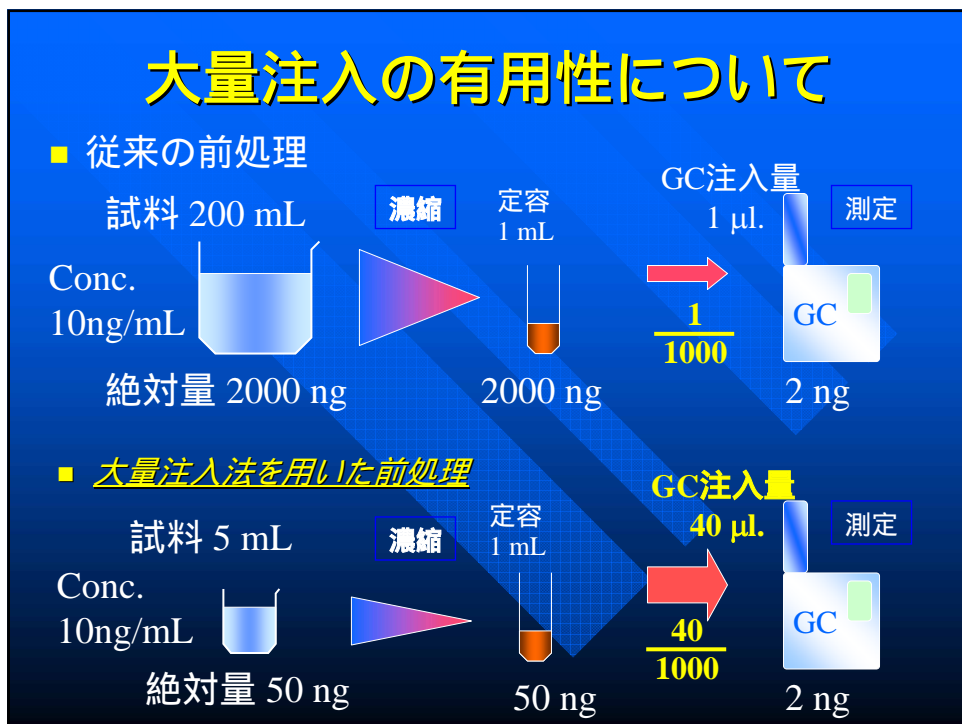 大量注入の有用性について
■ 従来の前処理
試料 200 mL
濃縮
定容
1 mL
GC注入量
1 μl.
測定
Conc.
10ng/mL
1
1000
GC
絶対量 2000 ng
2000 ng
2 ng
■ 大量注入法を用いた前処理
試料 5 mL
濃縮
定容
1 mL
GC注入量
40 μl.
測定
Conc.
10ng/mL
40
1000
GC
絶対量 50 ng
50 ng
2 ng